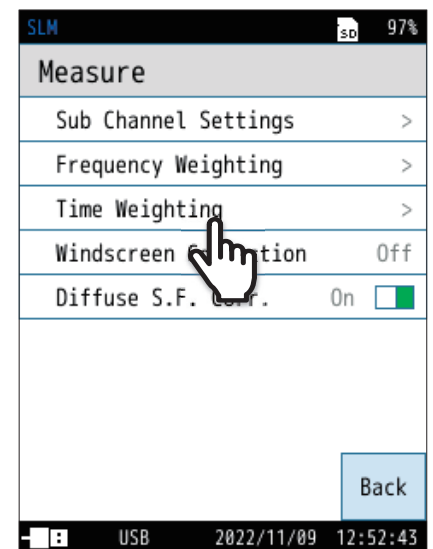 SLM SD 97%
Measure
Sub Channel Settings >
Frequency Weighting >
Time Weighting >
Windscreen Off
Diffuse S.F. Corr. On
Back
USB 2022/11/09 12:52:43